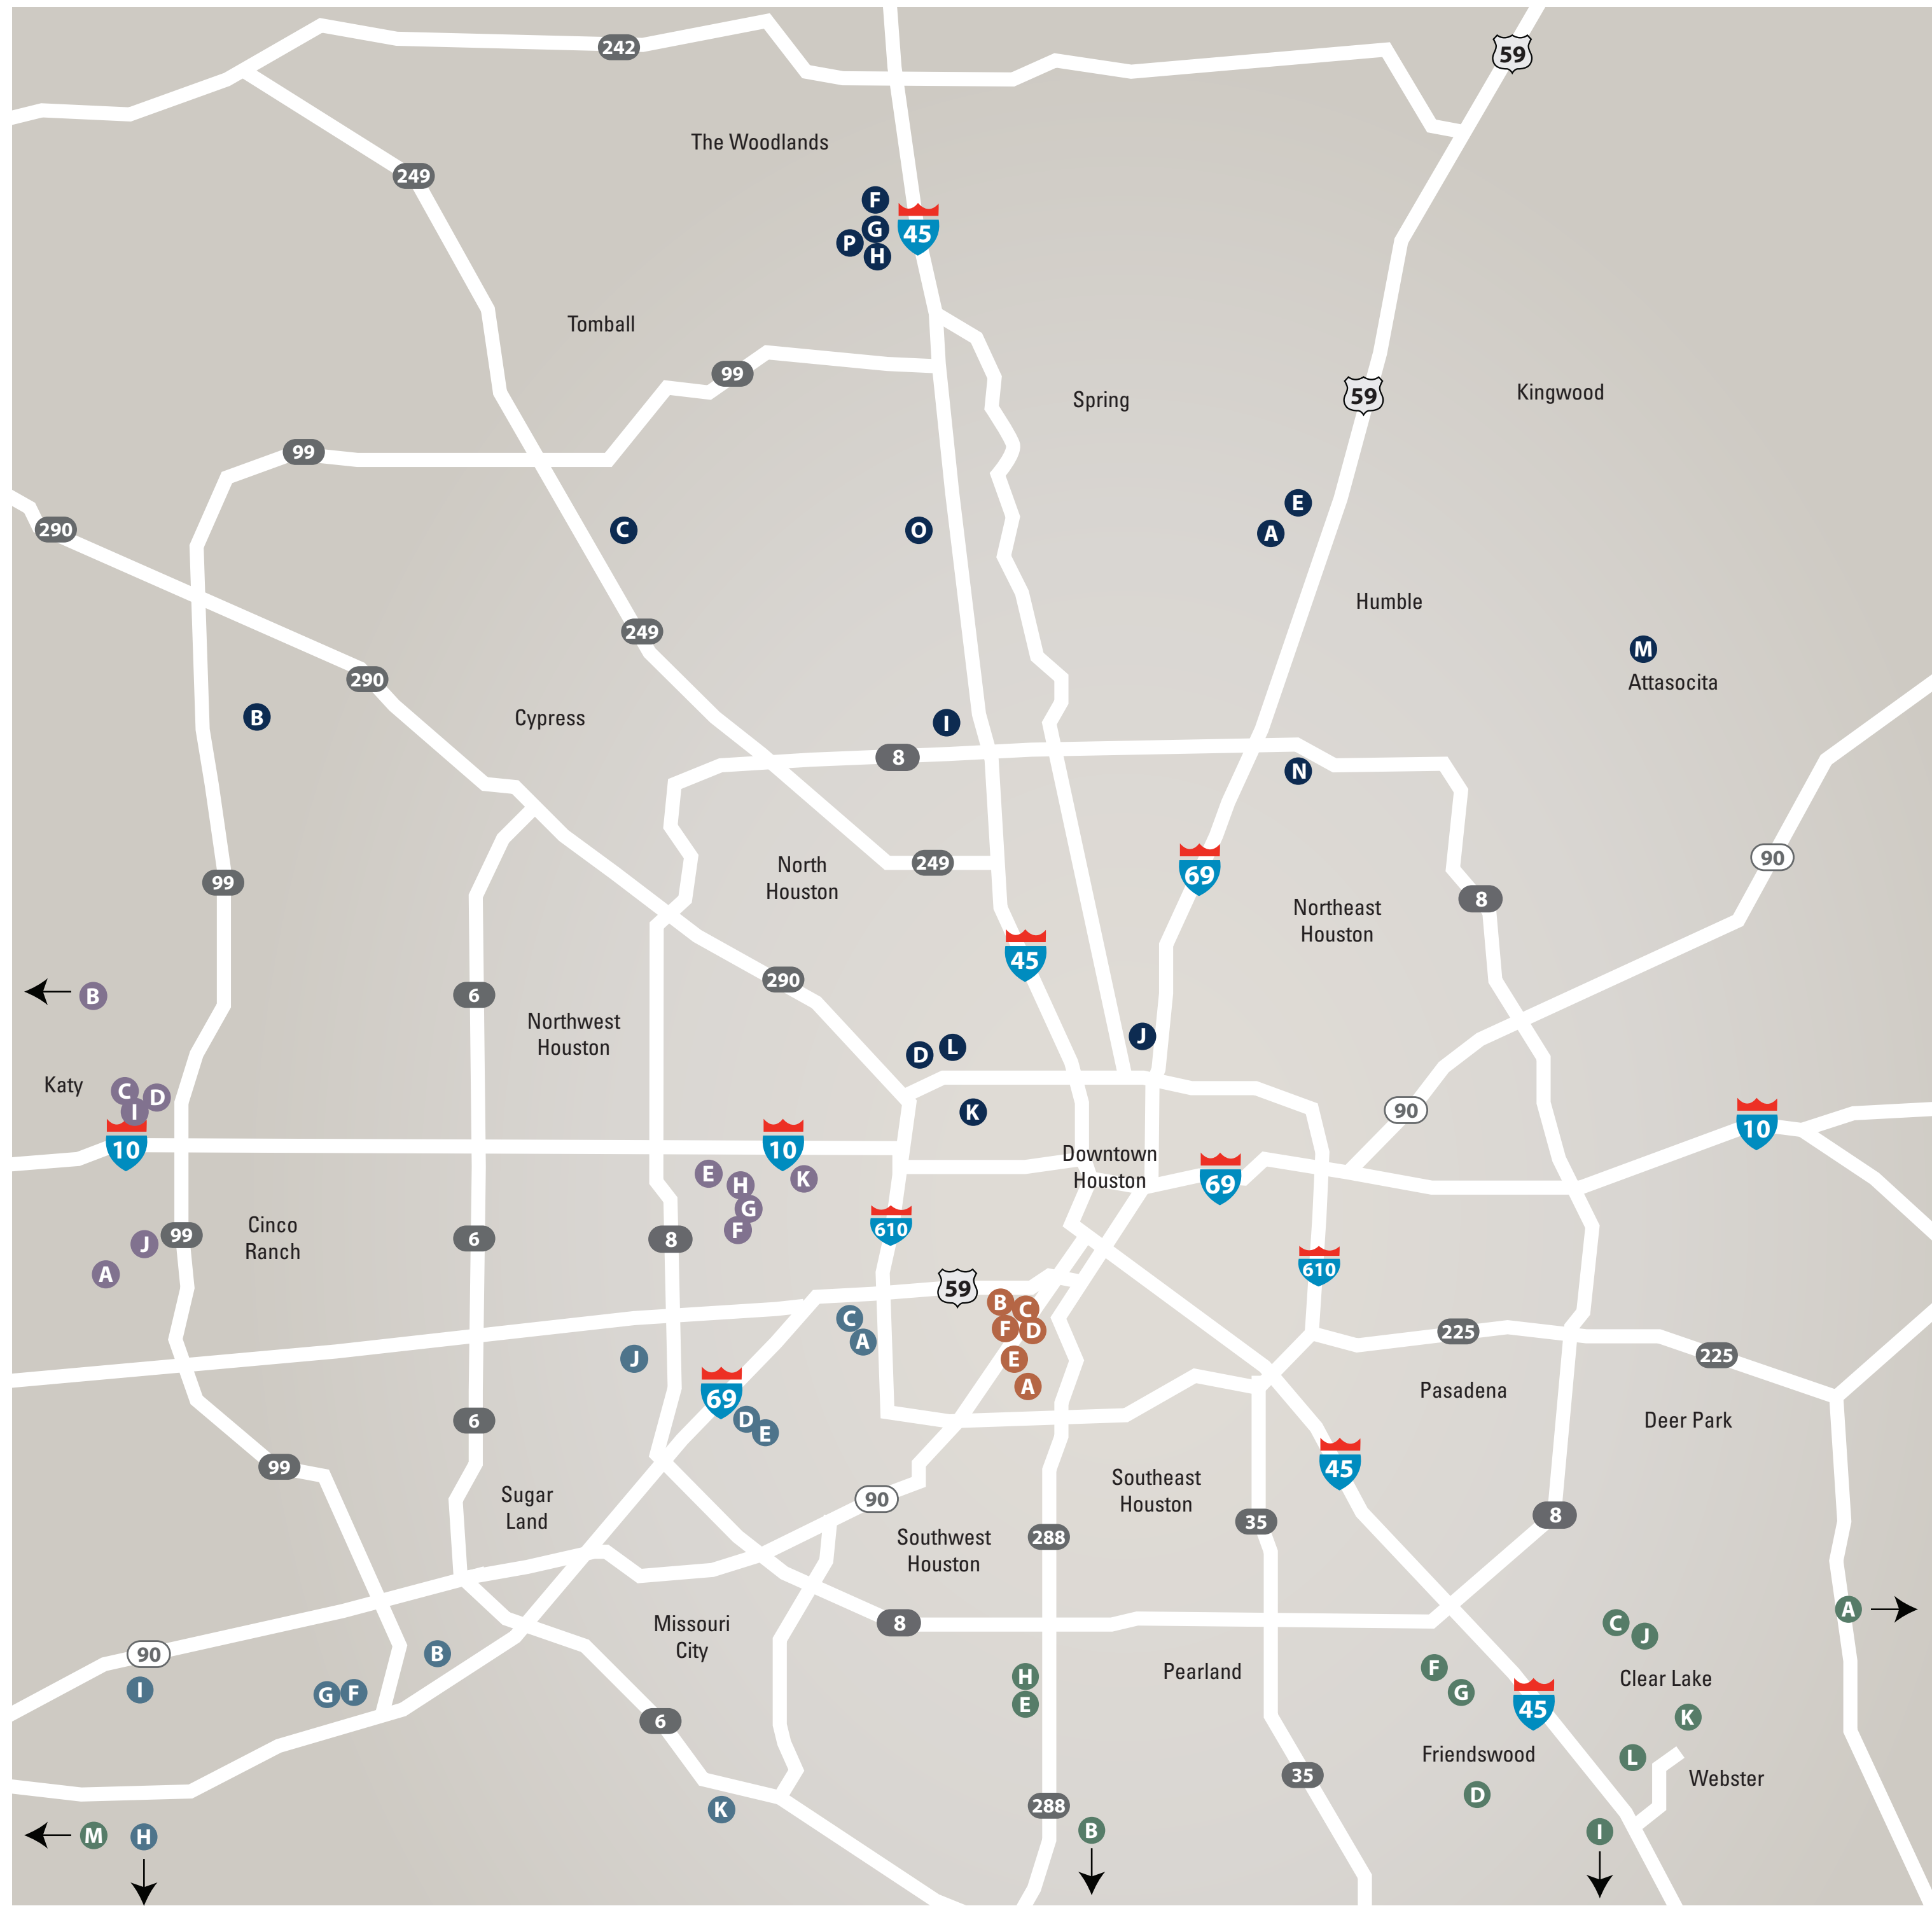 242
59
The Woodlands
249
F
G
45
P
H
Tomball
99
59
Kingwood
Spring
99
E
290
C
O
A
Humble
249
M
290
Attasocita
B
Cypress
I
8
N
90
North
Houston
249
69
99
8
Northeast
Houston
45
290
B
6
Northwest
Houston
J
L
D
Katy
C
D
I
K
90
10
10
10
Downtown
Houston
E
H
K
69
G
F
610
Cinco
Ranch
99
J
6
8
A
610
59
B
C
C
F
D
A
225
J
E
225
69
A
Pasadena
D
E
6
Deer Park
99
45
Southeast
Houston
Sugar
Land
90
35
8
Southwest
Houston
288
A
8
C
J
Missouri
City
90
B
F
Pearland
H
Clear Lake
I
G
F
G
E
45
K
6
Friendswood
L
Webster
35
D
K
288
M
H
B
I